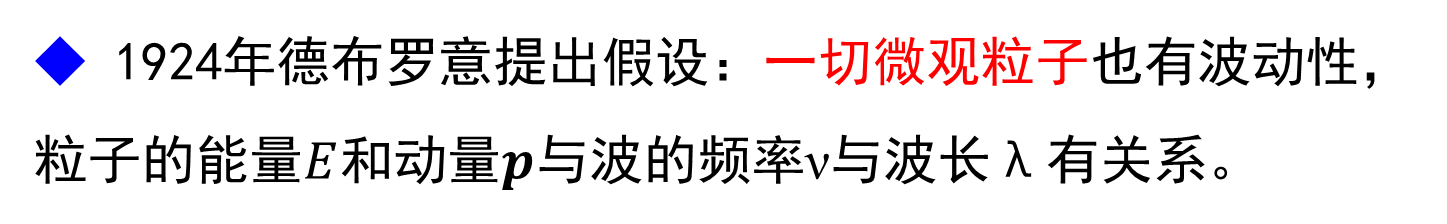 ◆ 1924年德布罗意提出假设：一切微观粒子也有波动性，
粒子的能量E和动量p与波的频率ν与波长 λ 有关系。